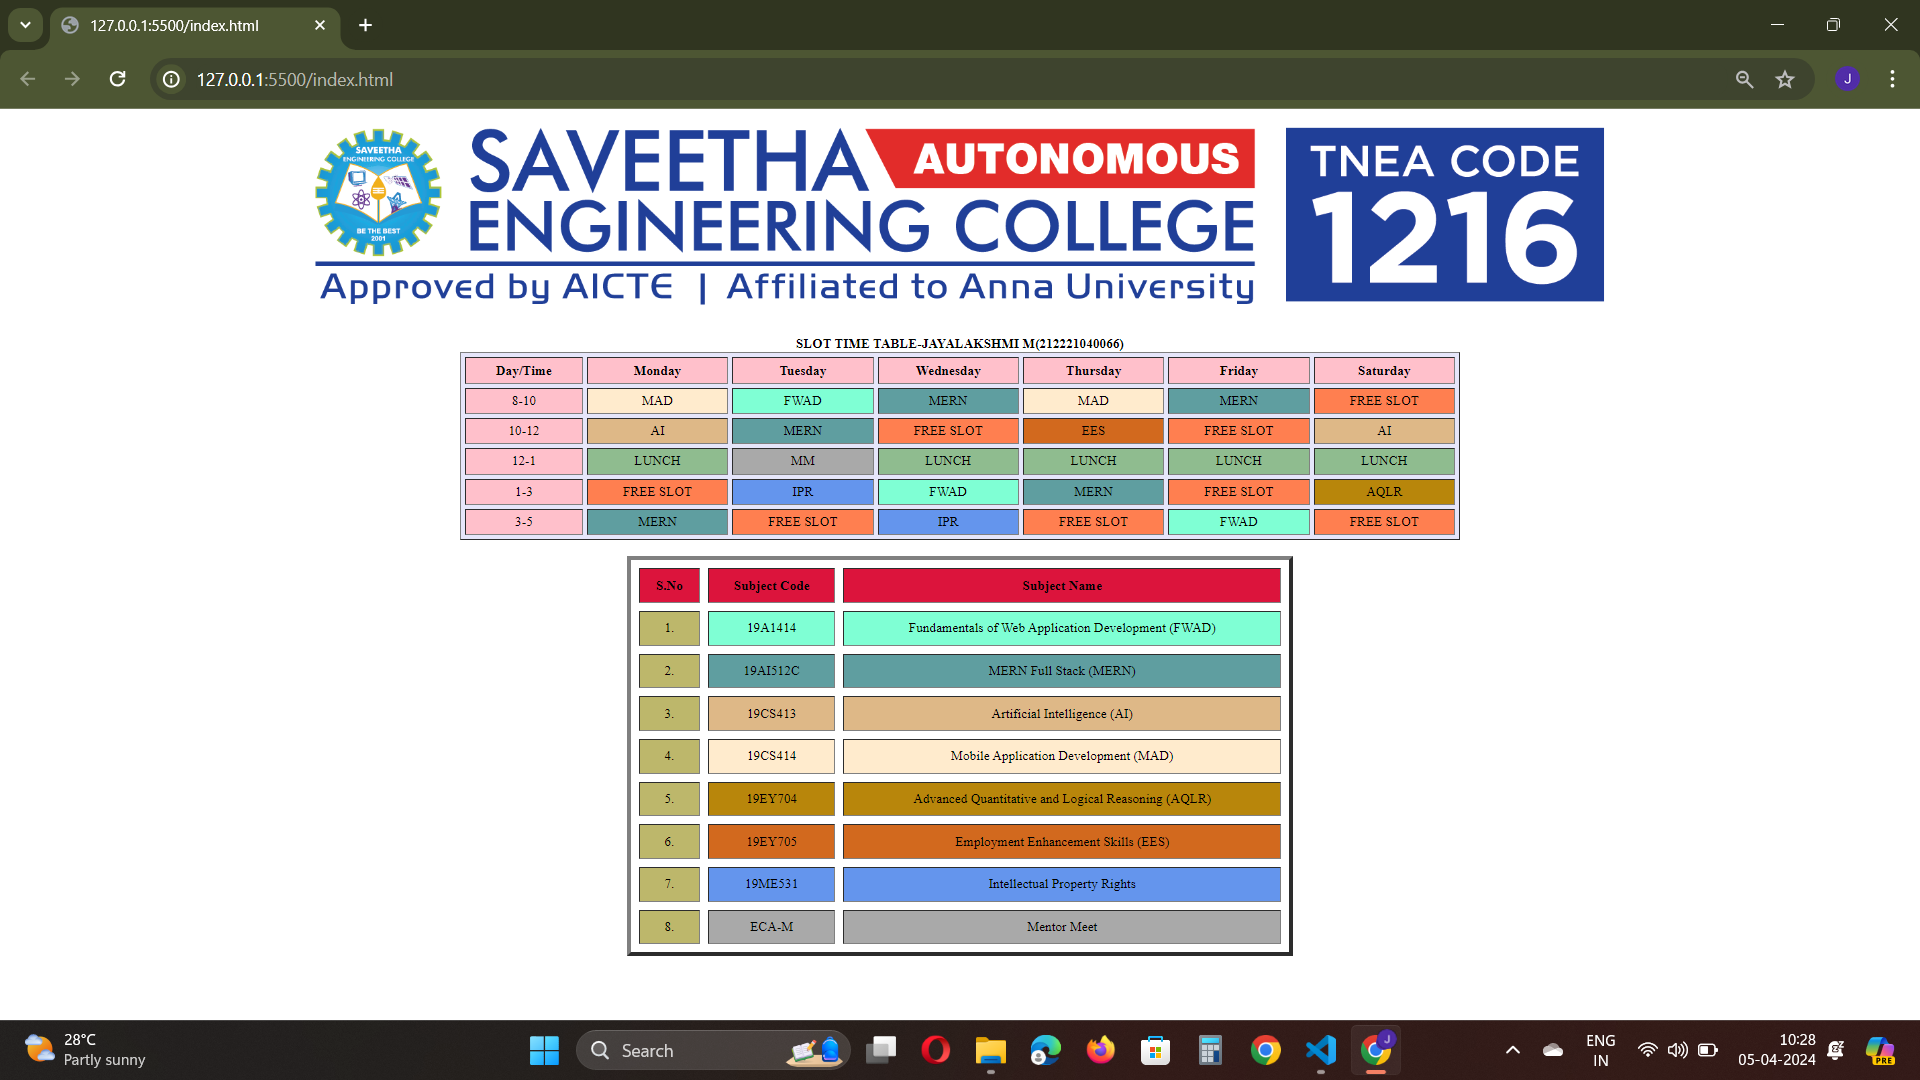 127.0.0.1:5500/index.html
127.0.0.1:5500/index.html
J
SAVEETHA
ENGINEERING COLLEGE
BE THE BEST
2001
SAVEETHA AUTONOMOUS
ENGINEERING COLLEGE
Approved by AICTE | Affiliated to Anna University
TNEA CODE
1216
SLOT TIME TABLE-JAYALAKSHMI M(212221040066)
Day/Time Monday Tuesday Wednesday Thursday Friday Saturday
8-10 MAD FWAD MERN MAD MERN FREE SLOT
10-12 AI MERN FREE SLOT EES FREE SLOT AI
12-1 LUNCH MM LUNCH LUNCH LUNCH LUNCH
1-3 FREE SLOT IPR FWAD MERN FREE SLOT AQLR
3-5 MERN FREE SLOT IPR FREE SLOT FWAD FREE SLOT
S.No Subject Code Subject Name
1. 19A1414 Fundamentals of Web Application Development (FWAD)
2. 19AI512C MERN Full Stack (MERN)
3. 19CS413 Artificial Intelligence (AI)
4. 19CS414 Mobile Application Development (MAD)
5. 19EY704 Advanced Quantitative and Logical Reasoning (AQLR)
6. 19EY705 Employment Enhancement Skills (EES)
7. 19ME531 Intellectual Property Rights
8. ECA-M Mentor Meet
28°C
Partly sunny
Search
J
ENG
IN
10:28
05-04-2024
PRE